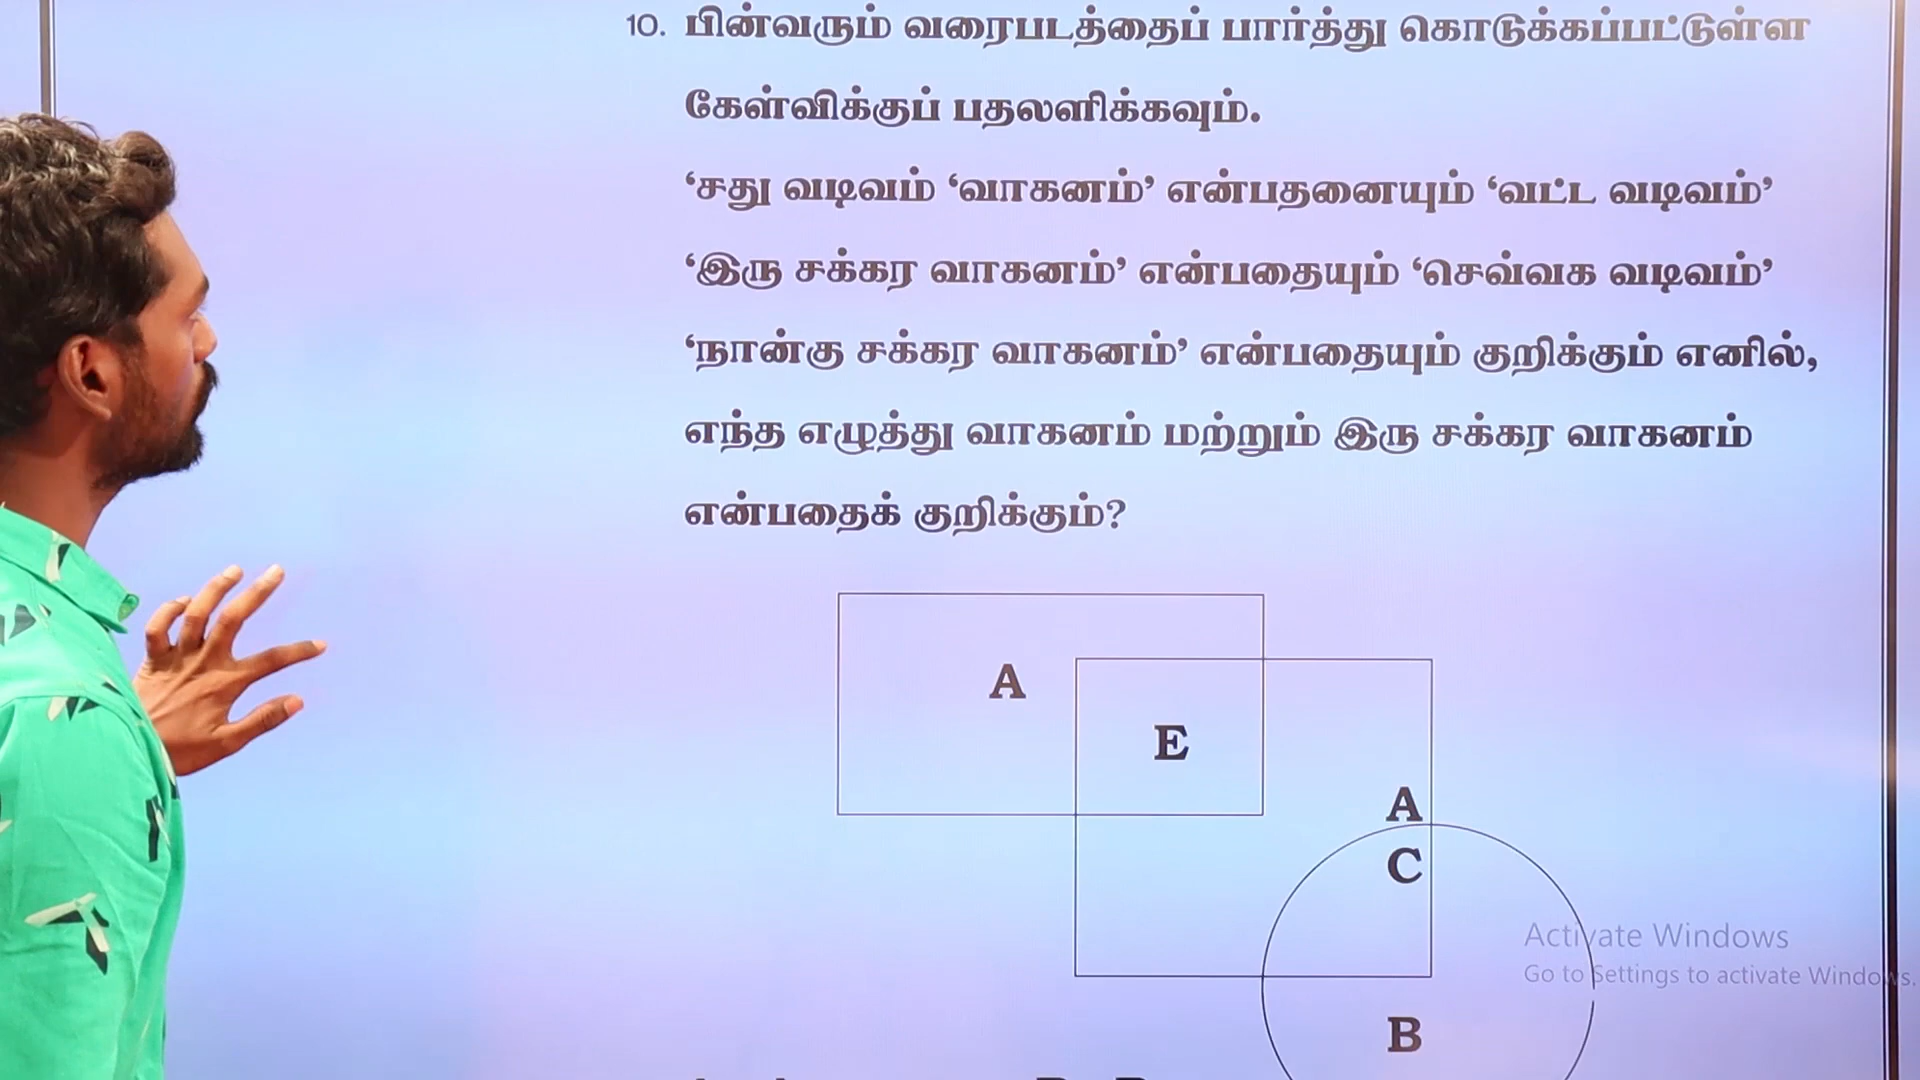 10. பின்வரும் வரைபடத்தைப் பார்த்து கொடுக்கப்பட்டுள்ள
கேள்விக்குப் பதலளிக்கவும்.
‘சது வடிவம் ‘வாகனம்’ என்பதனையும் ‘வட்ட வடிவம்’
‘இரு சக்கர வாகனம்’ என்பதையும் ‘செவ்வக வடிவம்’
‘நான்கு சக்கர வாகனம்’ என்பதையும் குறிக்கும் எனில்,
எந்த எழுத்து வாகனம் மற்றும் இரு சக்கர வாகனம்
என்பதைக் குறிக்கும்?
A
E
A
C
B
Activate Windows
Go to Settings to activate Windows.